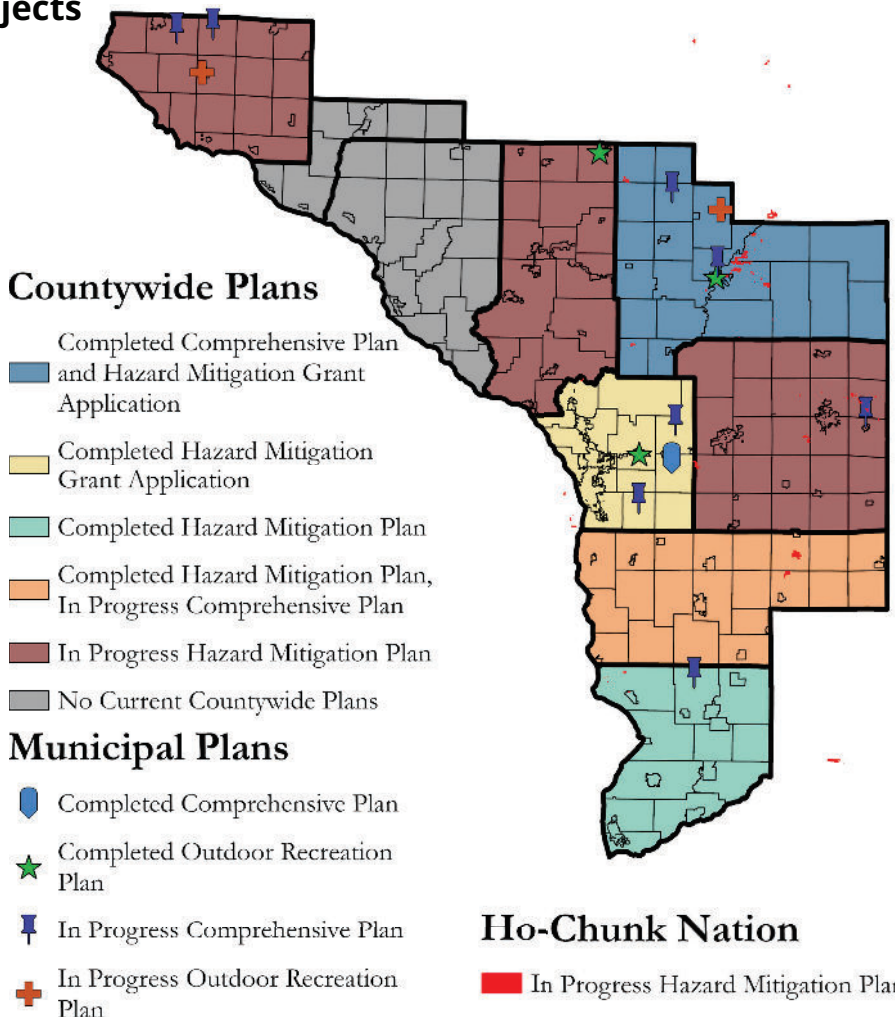 jects
Countywide Plans
Completed Comprehensive Plan
and Hazard Mitigation Grant
Application
Completed Hazard Mitigation
Grant Application
Completed Hazard Mitigation Plan
Completed Hazard Mitigation Plan,
In Progress Comprehensive Plan
In Progress Hazard Mitigation Plan
No Current Countywide Plans
Municipal Plans
Completed Comprehensive Plan
Completed Outdoor Recreation
Plan
In Progress Comprehensive Plan
In Progress Outdoor Recreation
Plan
Ho-Chunk Nation
In Progress Hazard Mitigation Plan